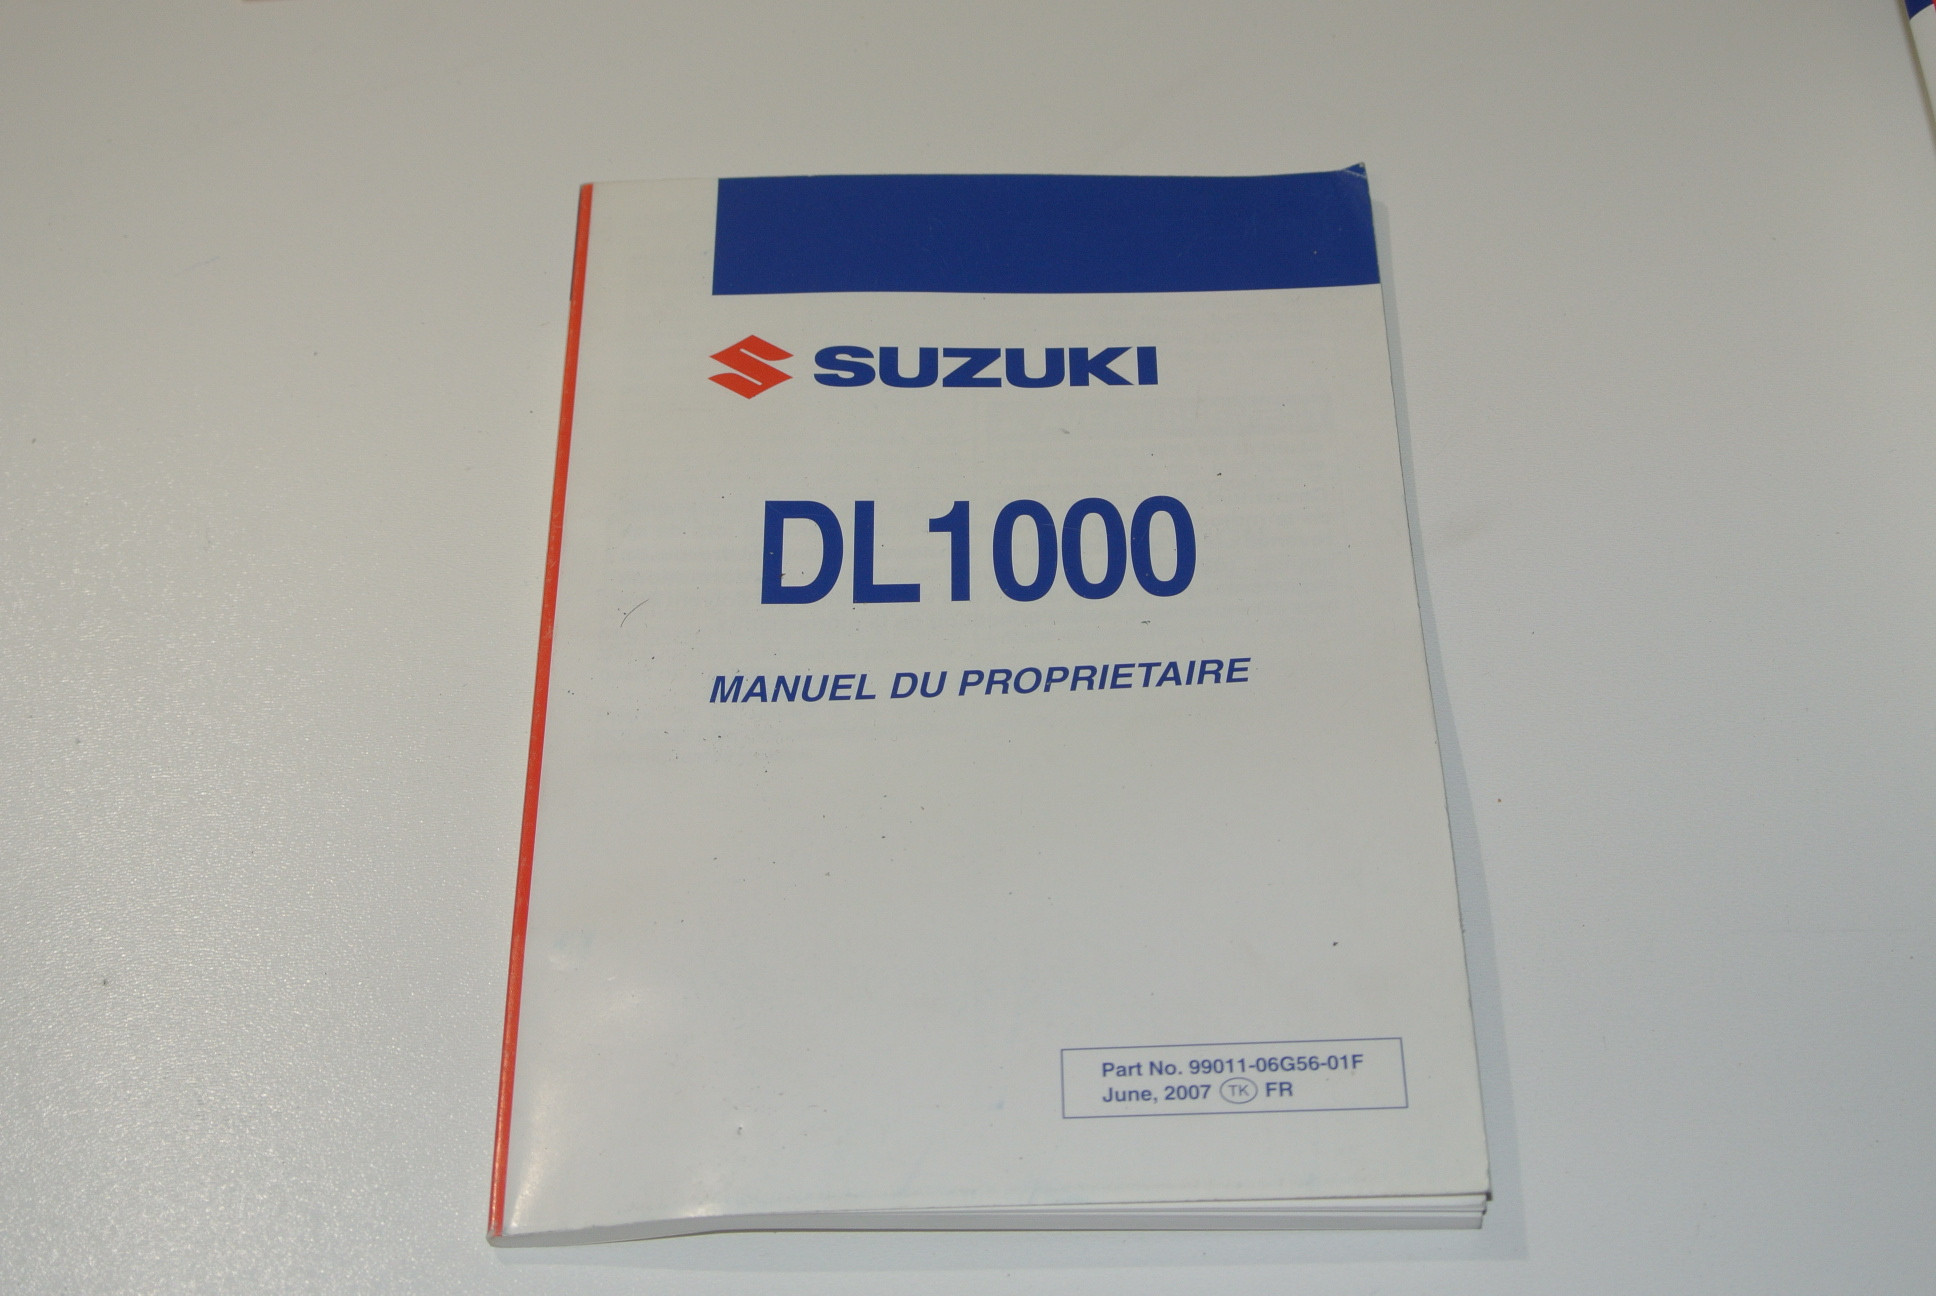 SUZUKI
DL1000
MANUEL DU PROPRIETAIRE
Part No. 99011-06G56-01F
June, 2007 TK FR